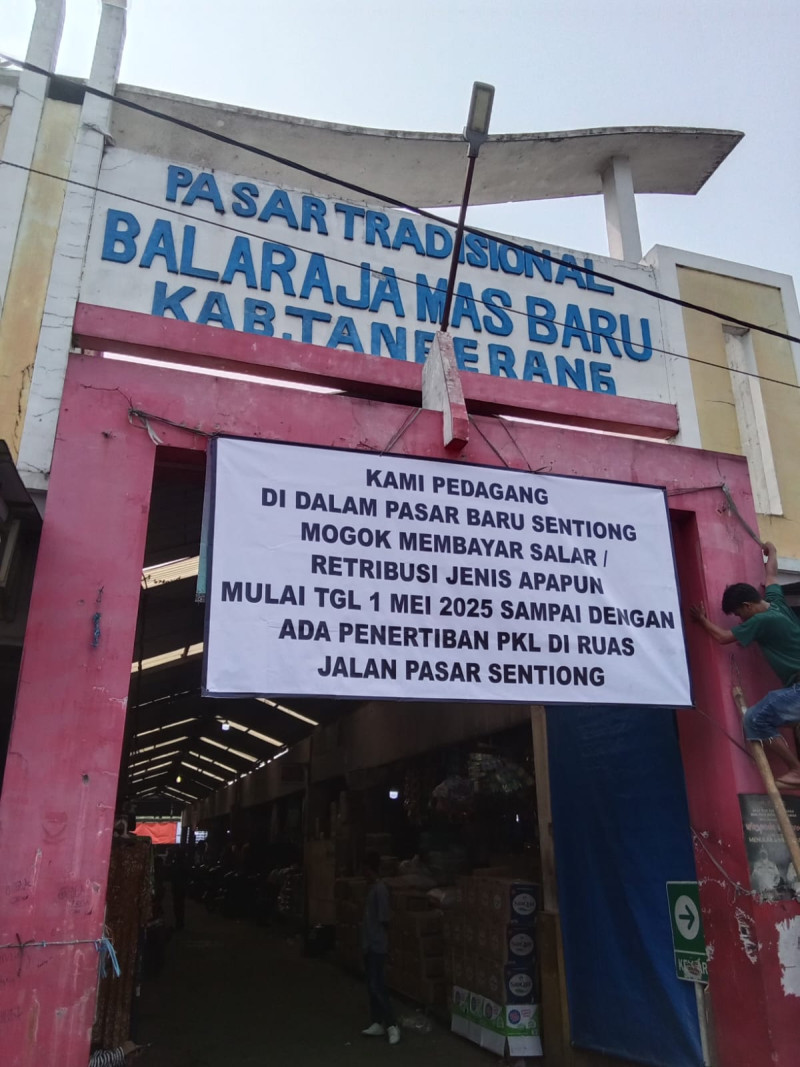 PASAR TRADISIONAL
BALARAJA MAS BARU
KAB.TANGERANG
KAMI PEDAGANG
DI DALAM PASAR BARU SENTIONG
MOGOK MEMBAYAR SALAR /
RETRIBUSI JENIS APAPUN
MULAI TGL 1 MEI 2025 SAMPAI DENGAN
ADA PENERTIBAN PKL DI RUAS
JALAN PASAR SENTIONG